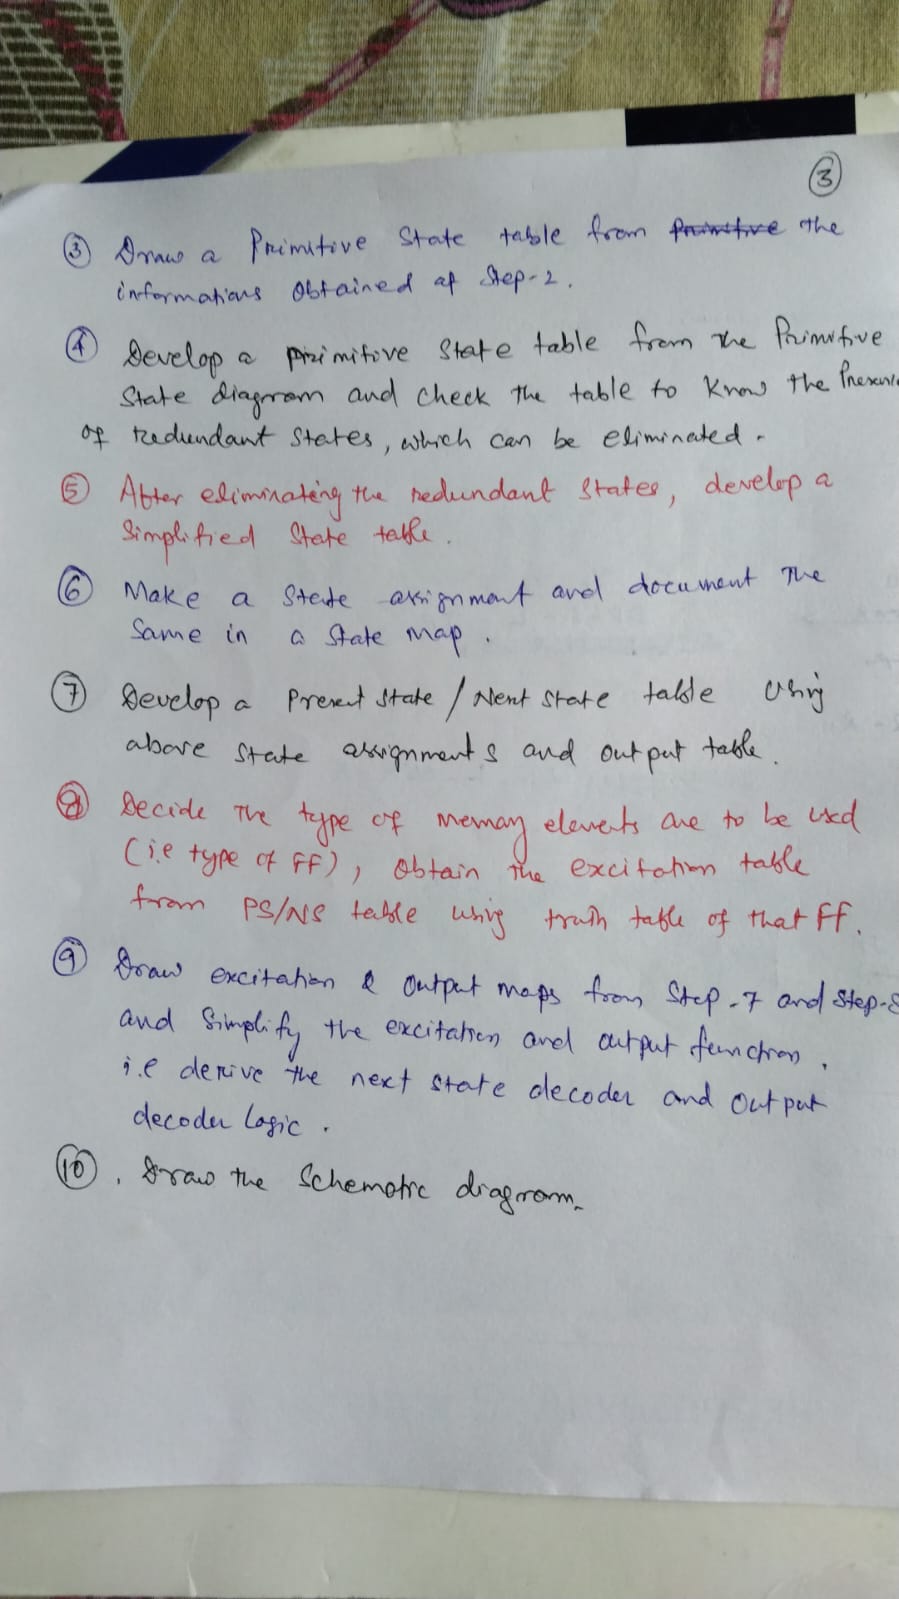 3
③ Draw a Primitive State table from primitive the
informations Obtained af Step-2.
④ Develop a primitive State table from the Primitive
State diagrom and check the table to know the
of redundant States, which can be eliminated.
⑤ After eliminating the redundant States, develop a
Simplified State table.
⑥ Make a State assignment and document the
Same in a State map.
⑦ Develop a Present State / Next State table using
above State assignments and output table.
⑧ Decide the type of memory elements are to be used
(i.e type of FF), Obtain the excitation table
from PS/NS table using truth table of that FF.
⑨ Draw excitation & Output maps from Step-7 and Step-8
and Simplify the excitation and output function,
i.e derive the next state decoder and Output
decoder Logic.
⑩. Draw the Schematic diagram.